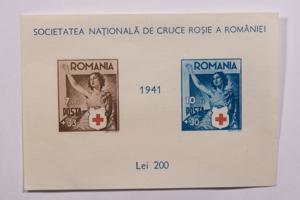 SOCIETATEA NAȚIONALĂ DE CRUCE ROȘIE A ROMÂNIEI
ROMANIA
POSTA
ROMANIA
POSTA
1941
Lei 200